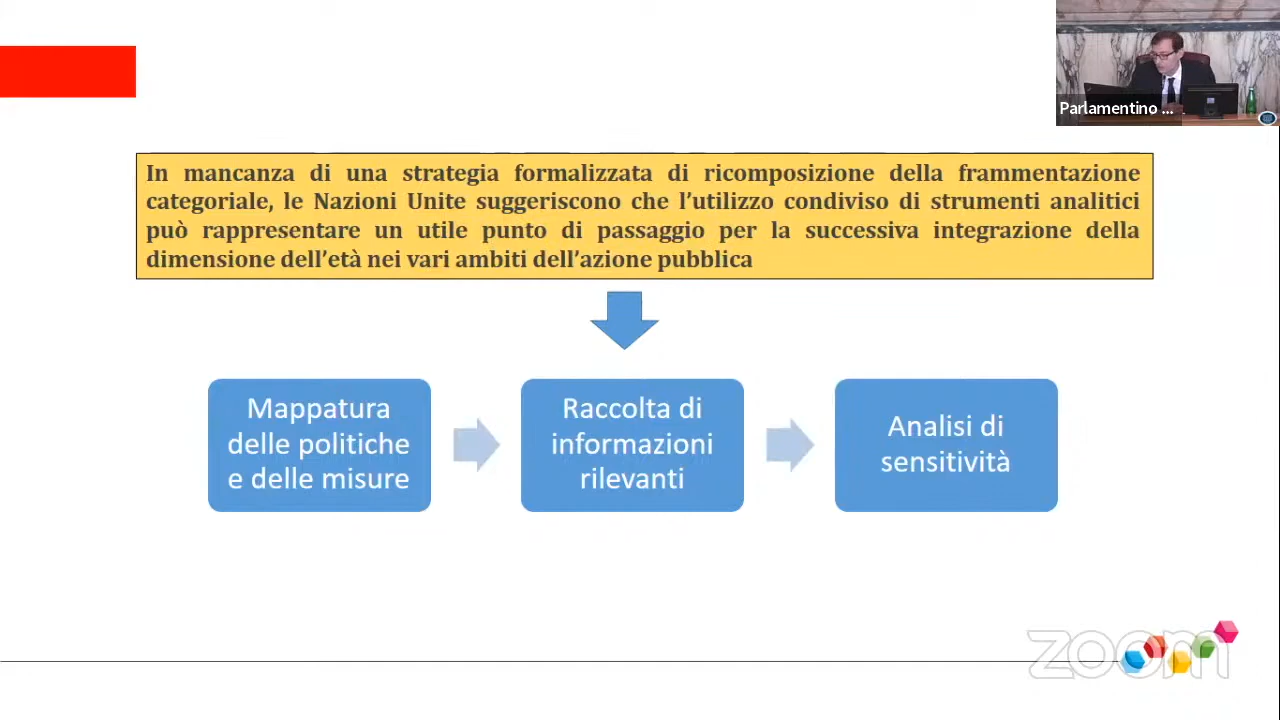 Parlamentino ...
In mancanza di una strategia formalizzata di ricomposizione della frammentazione
categoriale, le Nazioni Unite suggeriscono che l'utilizzo condiviso di strumenti analitici
può rappresentare un utile punto di passaggio per la successiva integrazione della
dimensione dell'età nei vari ambiti dell'azione pubblica
Mappatura
delle politiche
e delle misure
Raccolta di
informazioni
rilevanti
Analisi di
sensitività
zoom